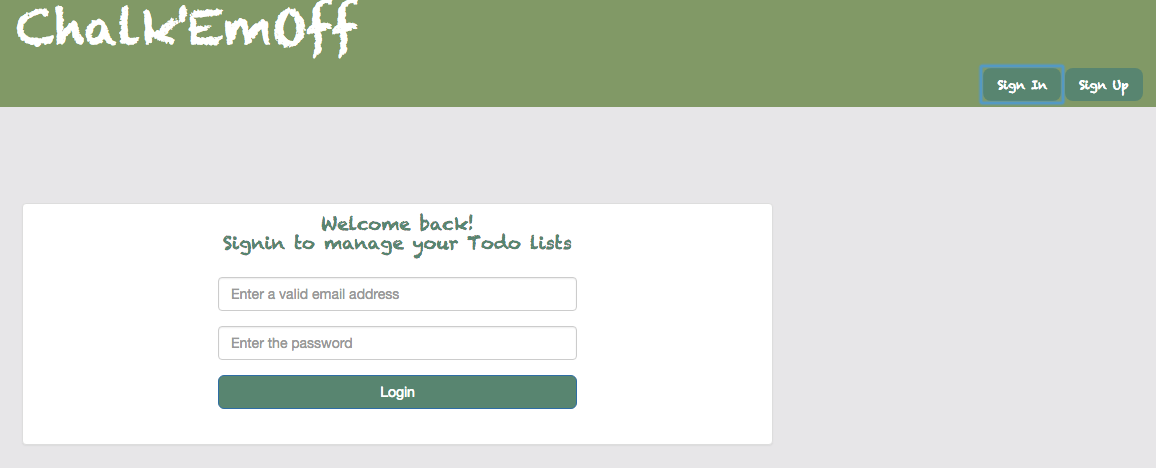 Chalk'EmOff
Sign In Sign Up
Welcome back!
Signin to manage your Todo lists
Enter a valid email address
Enter the password
Login